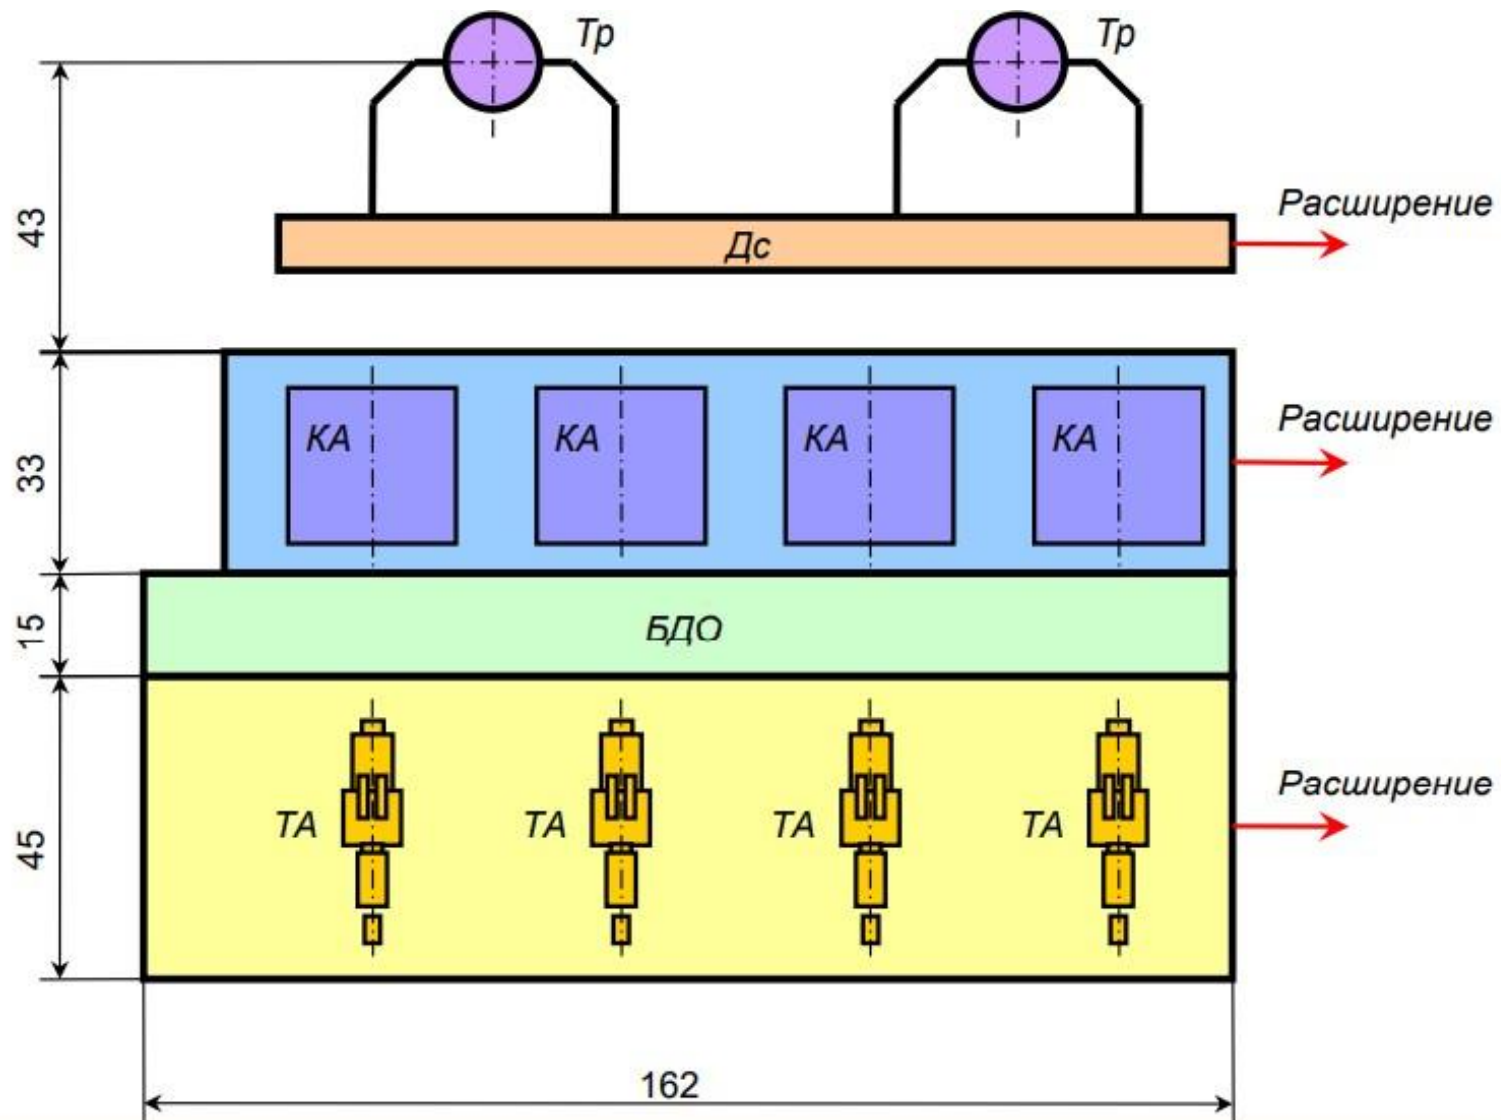 Тр
Тр
Расширение
43
Дс
Расширение
КА
КА
КА
КА
33
15
БДО
Расширение
ТА
ТА
ТА
ТА
45
162